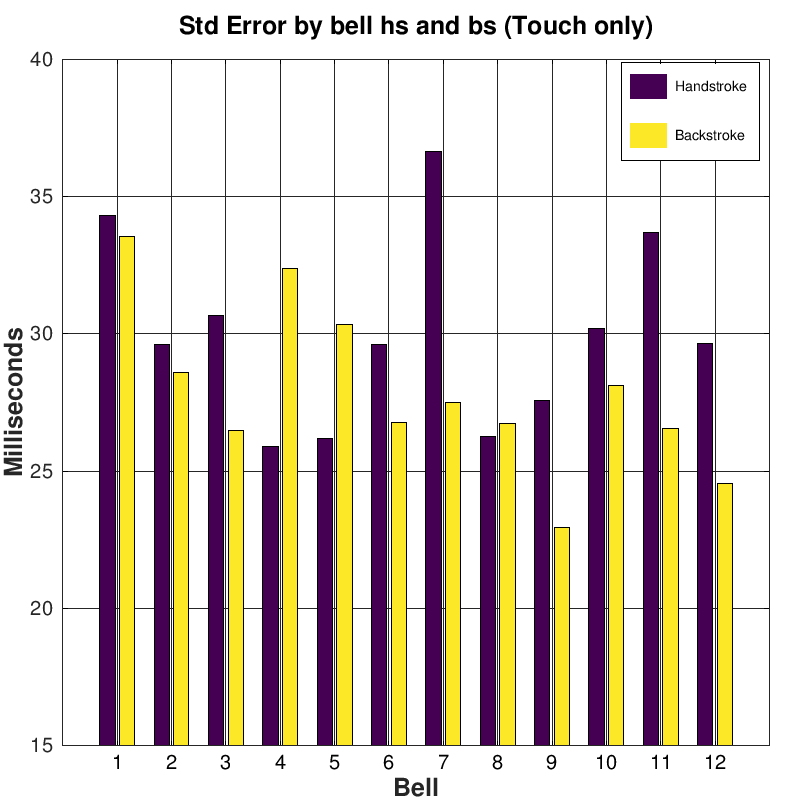 Std Error by bell hs and bs (Touch only)
Handstroke
Backstroke
40
35
30
25
20
15
Milliseconds
1 2 3 4 5 6 7 8 9 10 11 12
Bell